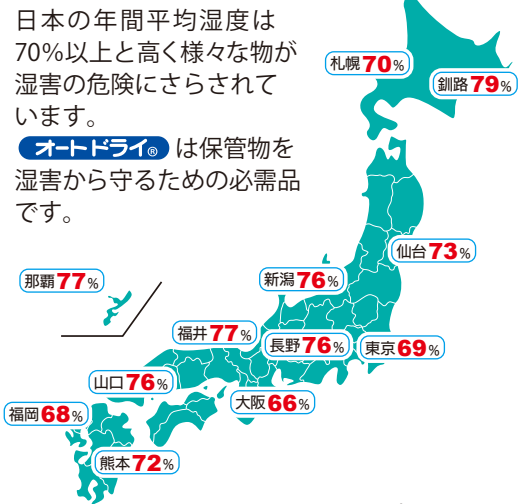 日本の年間平均湿度は
70%以上と高く様々な物が
湿害の危険にさらされて
います。
オートドライ® は保管物を
湿害から守るための必需品
です。
札幌70%
釧路79%
仙台73%
新潟76%
那覇77%
福井77%
長野76%
東京69%
山口76%
大阪66%
福岡68%
熊本72%